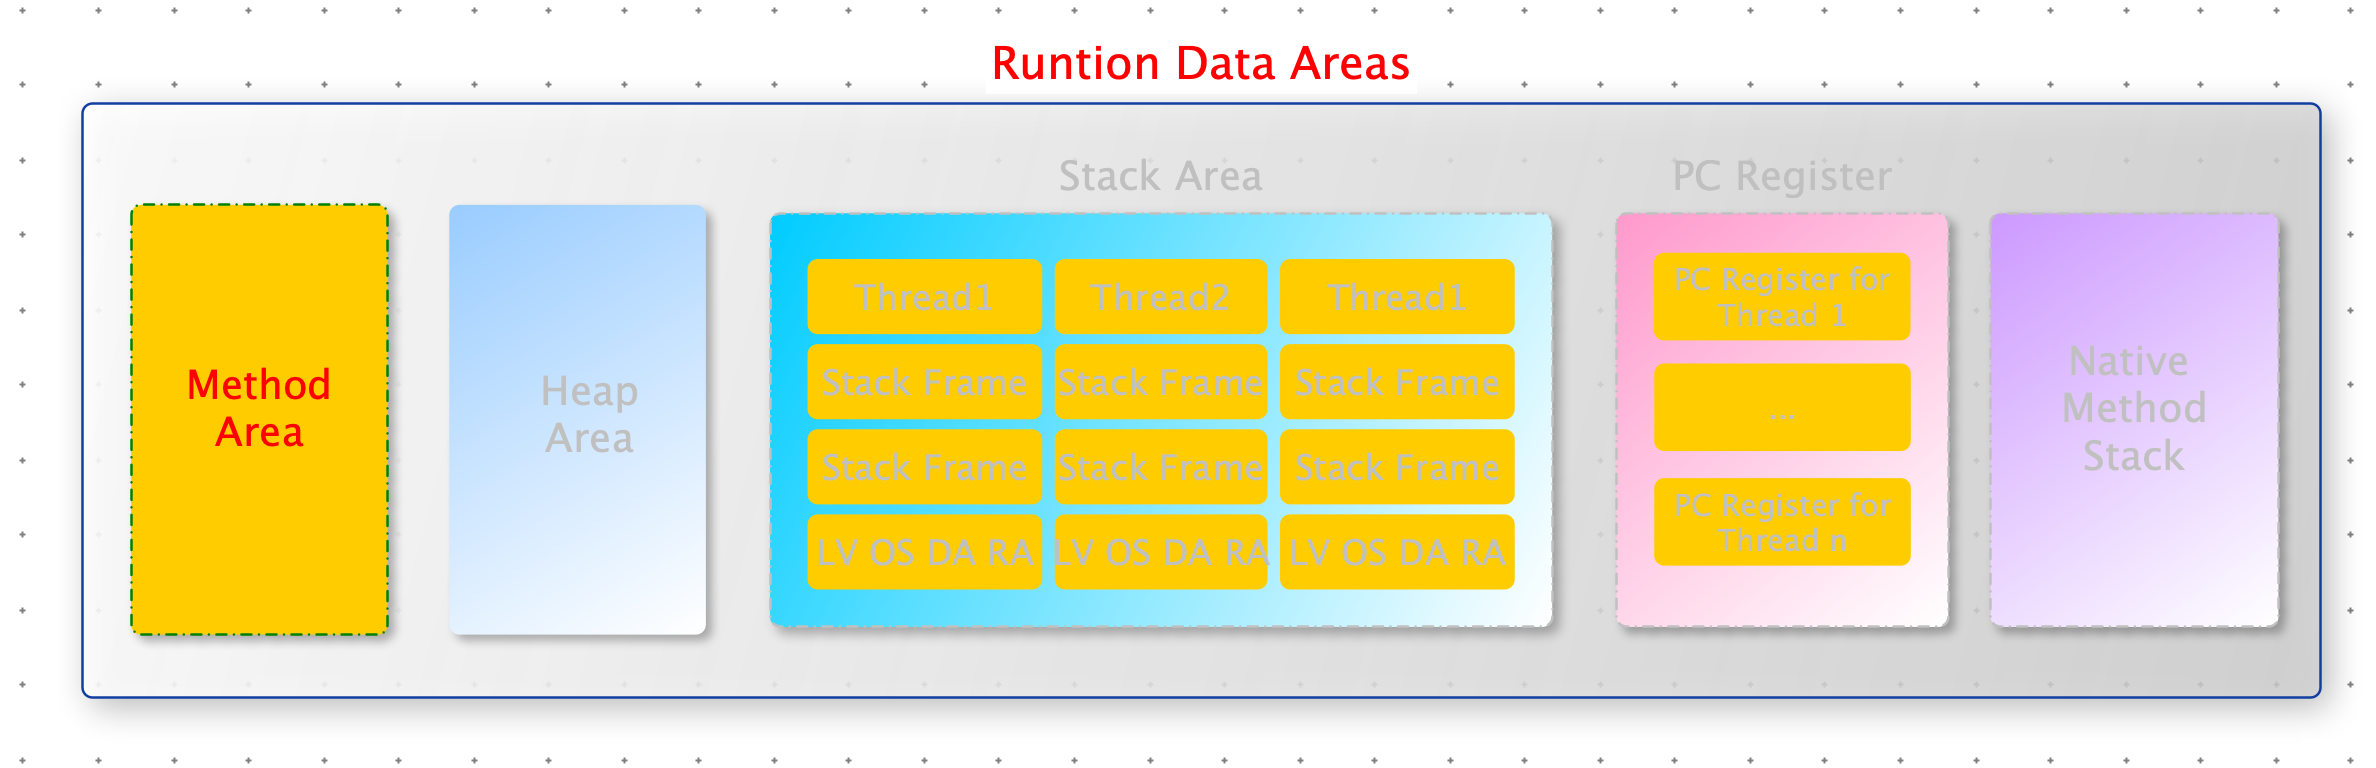 Runtion Data Areas
Stack Area
PC Register
Method
Area
Heap
Area
Thread1
Thread2
Thread1
Stack Frame
Stack Frame
Stack Frame
Stack Frame
Stack Frame
Stack Frame
LV OS DA RA
LV OS DA RA
LV OS DA RA
PC Register for
Thread 1
...
PC Register for
Thread n
Native
Method
Stack